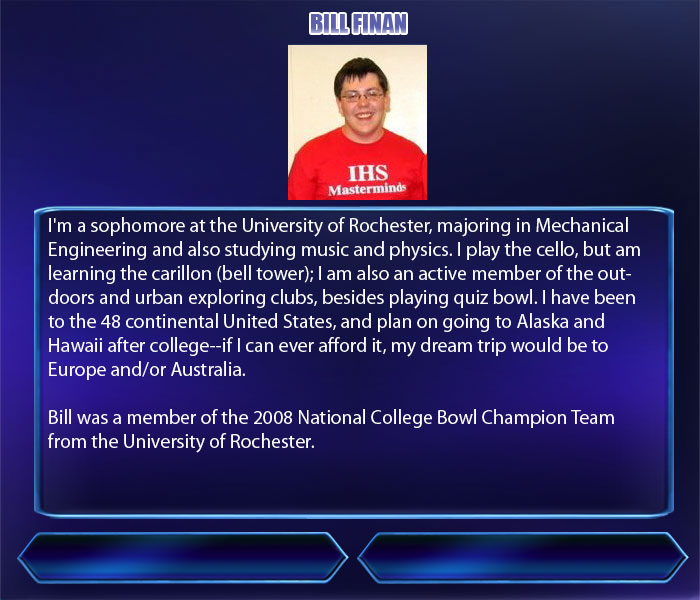 BILL FINAN
IHS
Masterminds
I'm a sophomore at the University of Rochester, majoring in Mechanical
Engineering and also studying music and physics. I play the cello, but am
learning the carillon (bell tower); I am also an active member of the out-
doors and urban exploring clubs, besides playing quiz bowl. I have been
to the 48 continental United States, and plan on going to Alaska and
Hawaii after college--if I can ever afford it, my dream trip would be to
Europe and/or Australia.
Bill was a member of the 2008 National College Bowl Champion Team
from the University of Rochester.